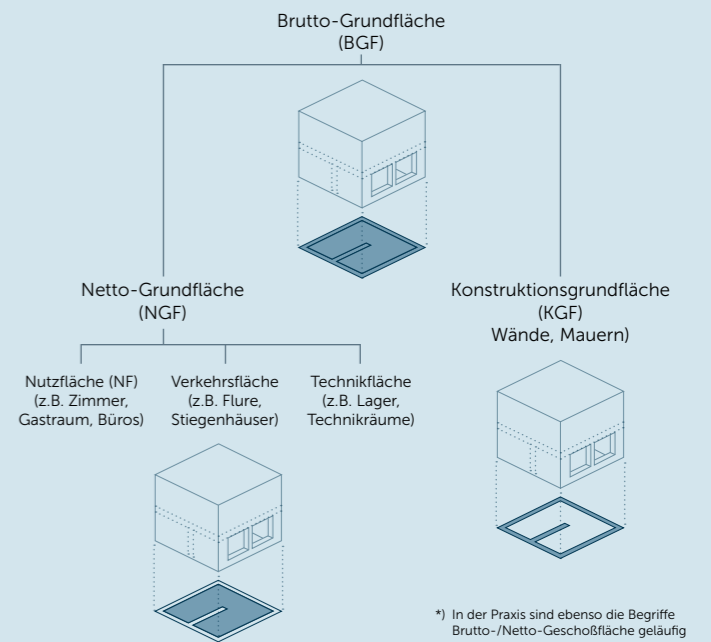 Brutto-Grundfläche
(BGF)
Netto-Grundfläche
(NGF)
Konstruktionsgrundfläche
(KGF)
Wände, Mauern)
Nutzfläche (NF)
(z.B. Zimmer,
Gastraum, Büros)
Verkehrsfläche
(z.B. Flure,
Stiegenhäuser)
Technikfläche
(z.B. Lager,
Technikräume)
*) In der Praxis sind ebenso die Begriffe
Brutto-/Netto-Geschoßfläche geläufig